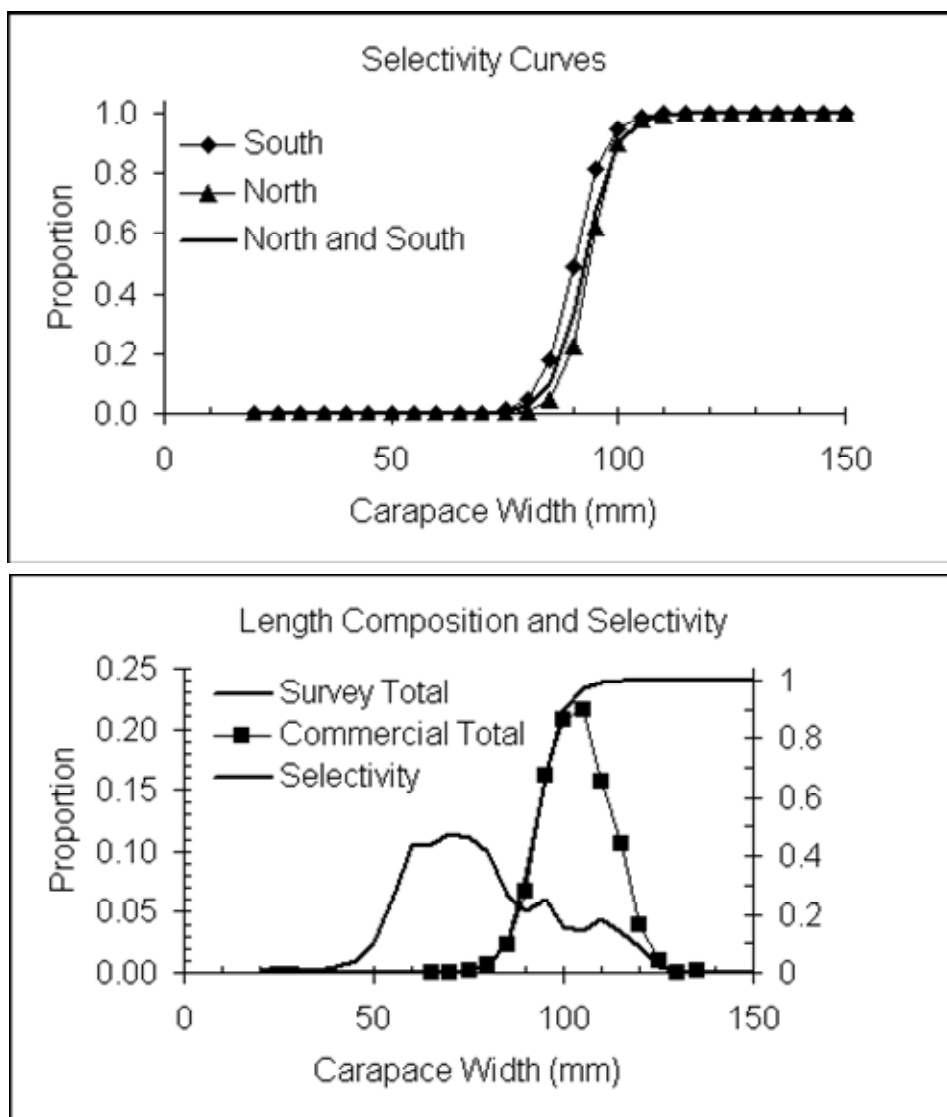 Selectivity Curves
1.0
0.8
0.6
0.4
0.2
0.0
Proportion
South
North
North and South
0
50
100
150
Carapace Width (mm)
Length Composition and Selectivity
0.25
0.20
0.15
0.10
0.05
0.00
Proportion
Survey Total
Commercial Total
Selectivity
1
0.8
0.6
0.4
0.2
0
0
50
100
150
Carapace Width (mm)